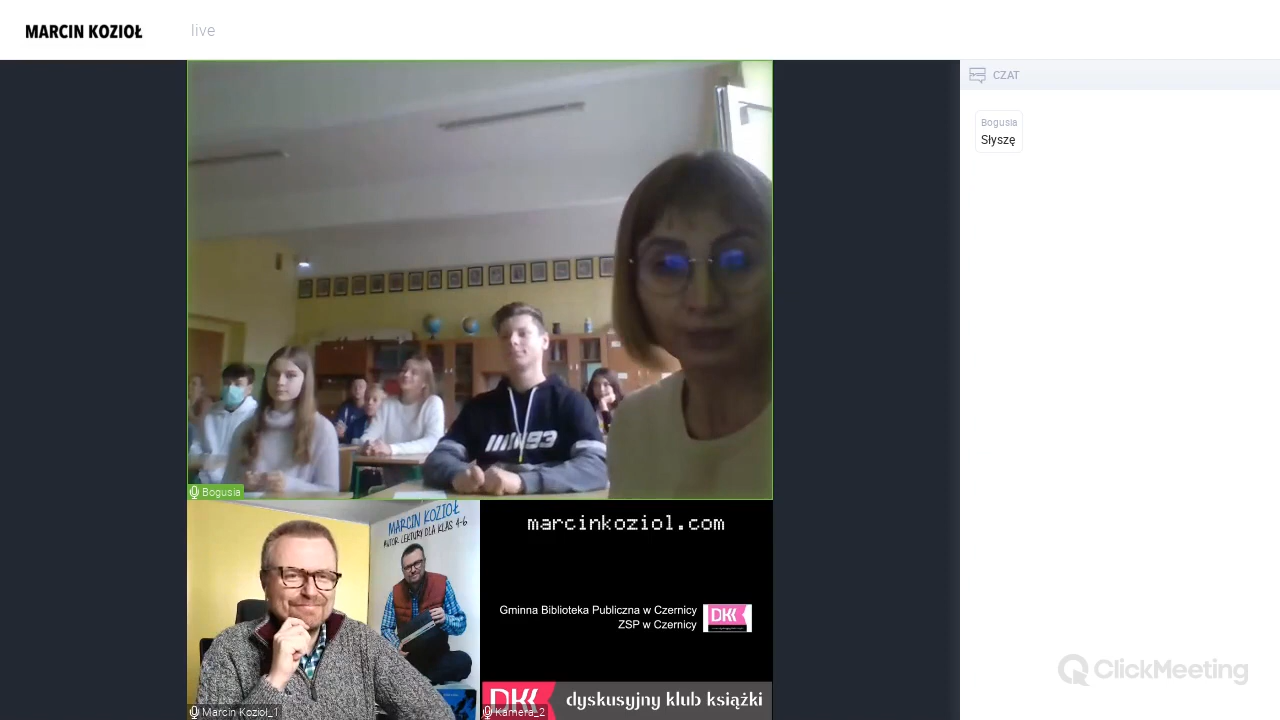 MARCIN KOZIOŁ
live
CZAT
Bogusia
Słyszę
93
Bogusia
MARCIN KOZIOŁ
AUTOR LEKTURY DLA KLAS 4-6
Marcin Kozioł_1
marcinkoziol.com
Gminna Biblioteka Publiczna w Czernicy
ZSP w Czernicy
DKK
DKK dyskusyjny klub książki
Kamera_2
ClickMeeting